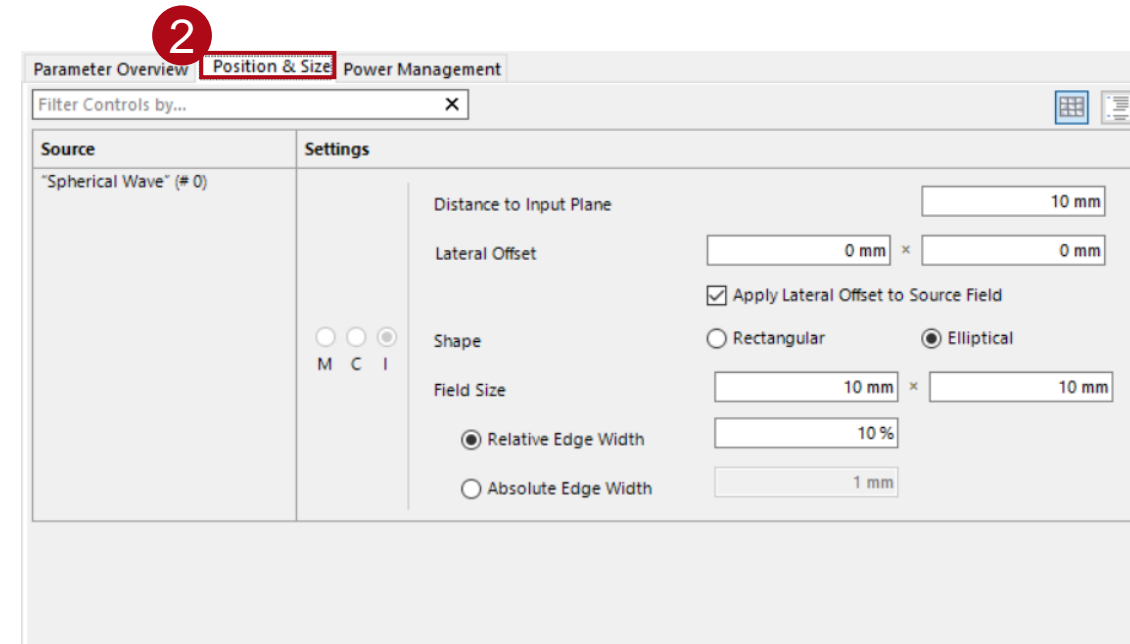 2
Parameter Overview Position & Size Power Management
Filter Controls by... ×
Source Settings
"Spherical Wave" (# 0)
Distance to Input Plane 10 mm
Lateral Offset 0 mm × 0 mm
Apply Lateral Offset to Source Field
Shape Rectangular Elliptical
M C I
Field Size 10 mm × 10 mm
Relative Edge Width 10 %
Absolute Edge Width 1 mm